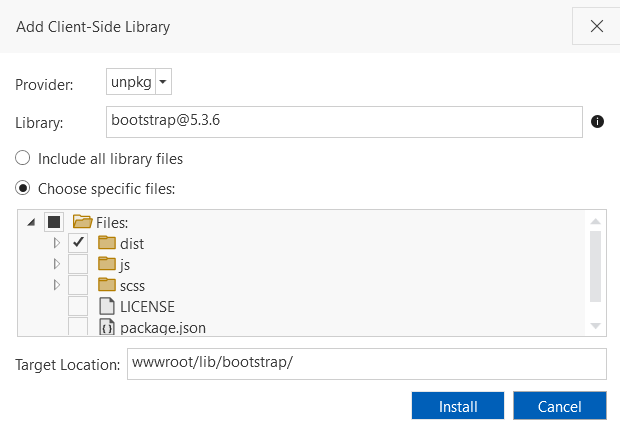 Add Client-Side Library
Provider: unpkg
Library: bootstrap@5.3.6
Include all library files
Choose specific files:
Files:
dist
js
scss
LICENSE
package.json
Target Location: wwwroot/lib/bootstrap/
Install Cancel